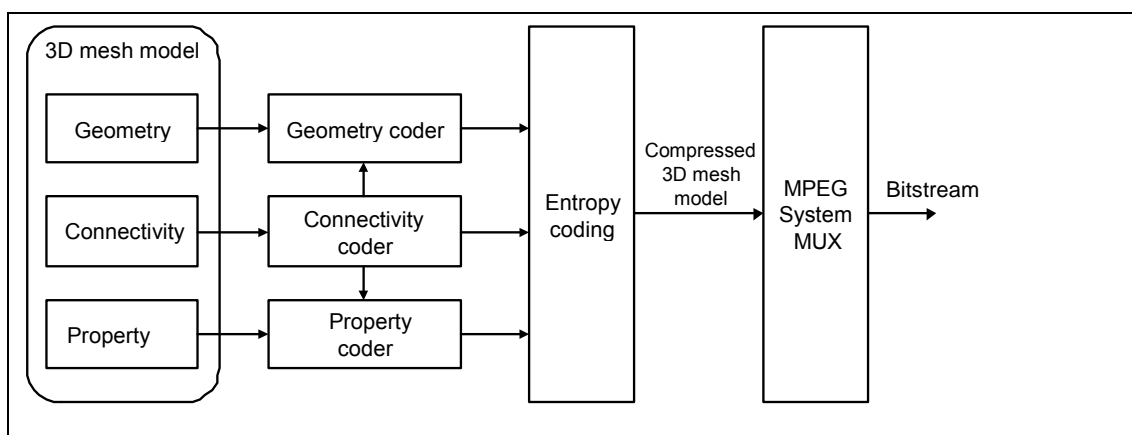 3D mesh model
Geometry
Geometry coder
Connectivity
Connectivity
coder
Property
Property
coder
Entropy
coding
Compressed
3D mesh
model
MPEG
System
MUX
Bitstream